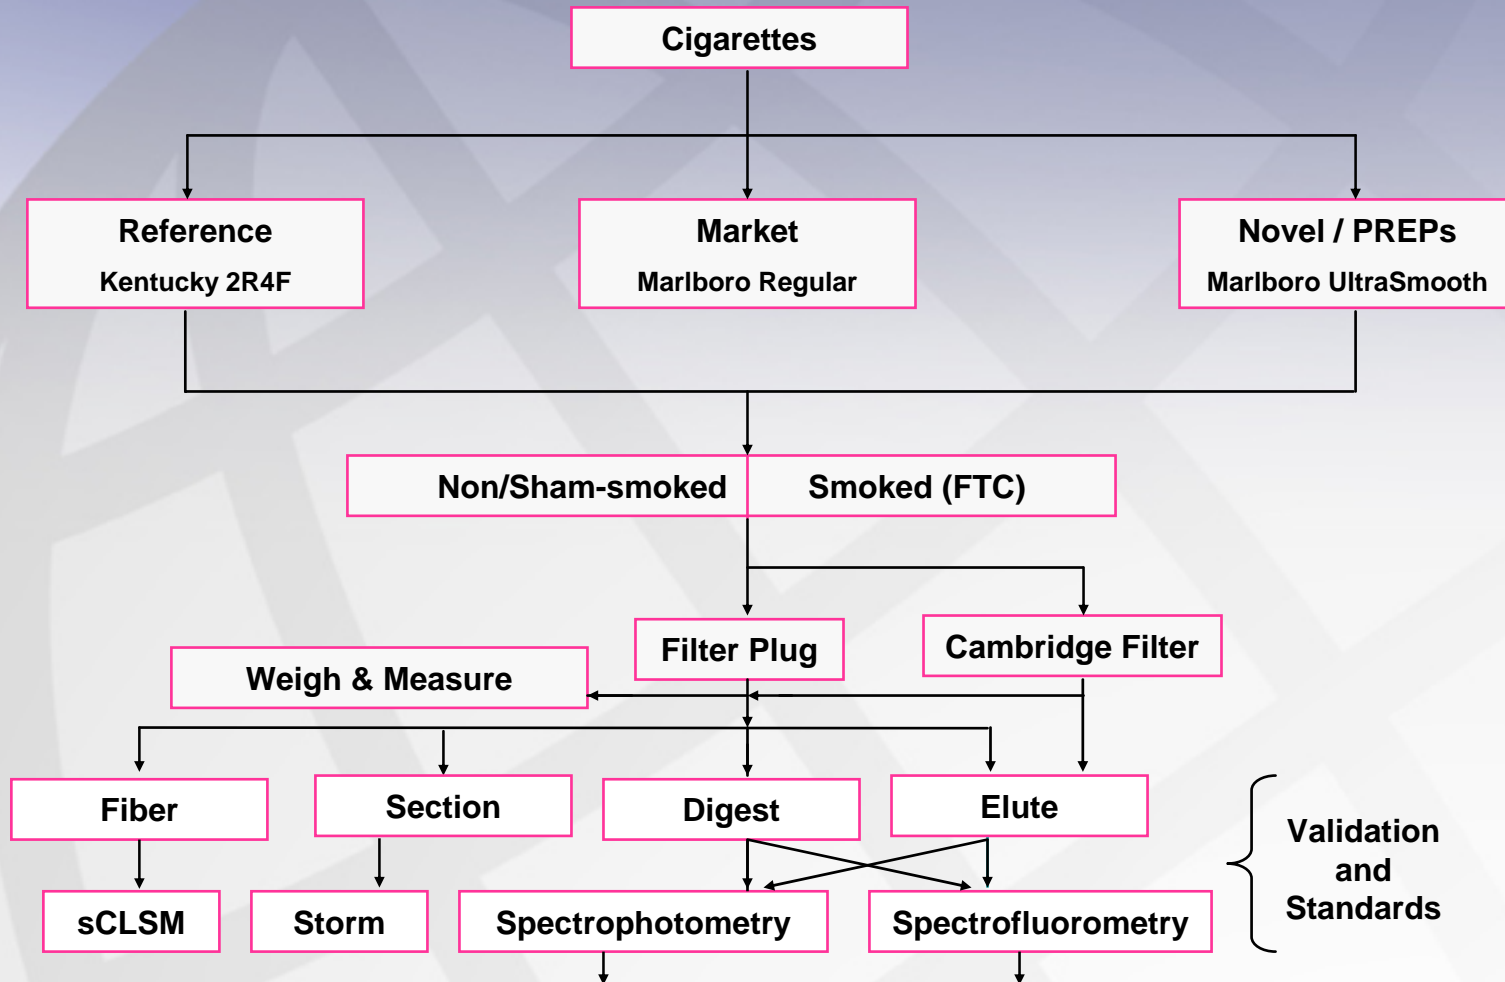 Cigarettes
Reference
Kentucky 2R4F
Market
Marlboro Regular
Novel / PREPs
Marlboro UltraSmooth
Non/Sham-smoked
Smoked (FTC)
Filter Plug
Cambridge Filter
Weigh & Measure
Fiber
Section
Digest
Elute
Validation
and
Standards
sCLSM
Storm
Spectrophotometry
Spectrofluorometry